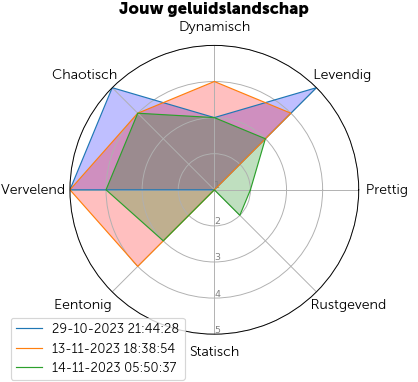 Jouw geluidslandschap
Dynamisch
Chaotisch
Levendig
Vervelend
Prettig
2
3
4
5
Eentonig
Rustgevend
Statisch
29-10-2023 21:44:28
13-11-2023 18:38:54
14-11-2023 05:50:37